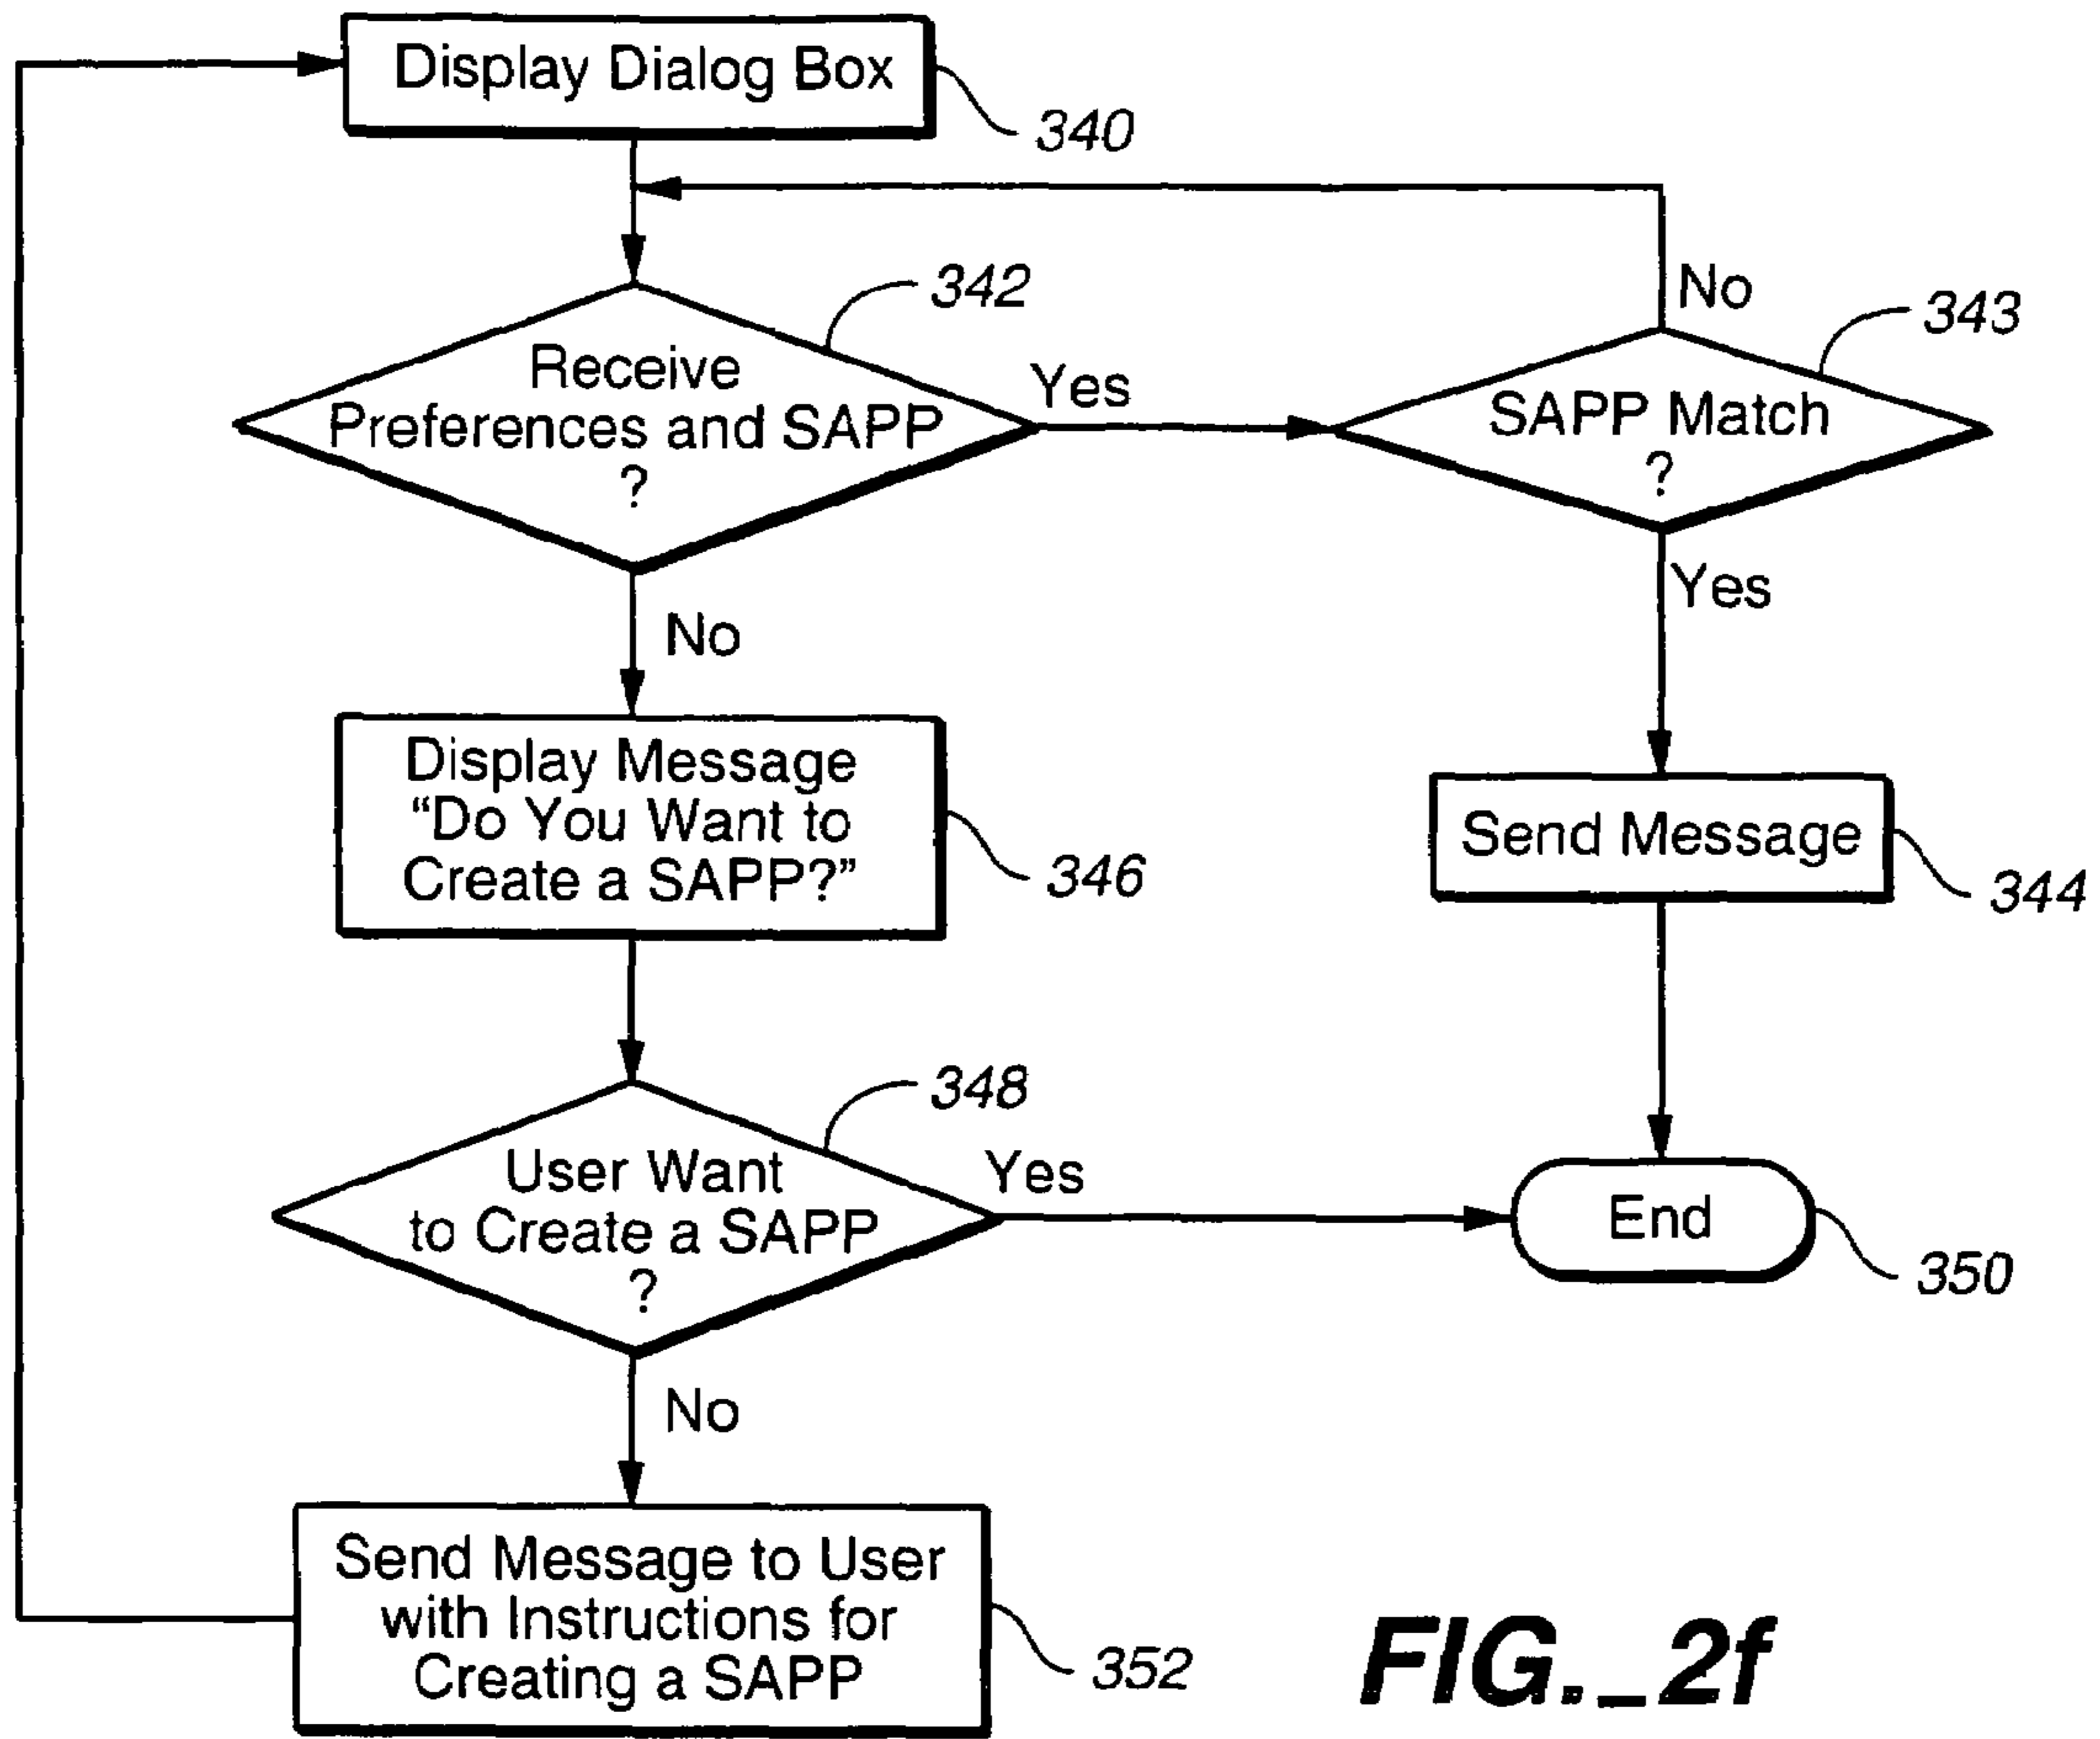 Display Dialog Box
340
342
Receive
Preferences and SAPP
?
Yes
No
343
SAPP Match
?
No
Yes
Display Message
“Do You Want to
Create a SAPP?”
346
Send Message
344
348
User Want
to Create a SAPP
?
Yes
End
350
No
Send Message to User
with Instructions for
Creating a SAPP
352
FIG._2f